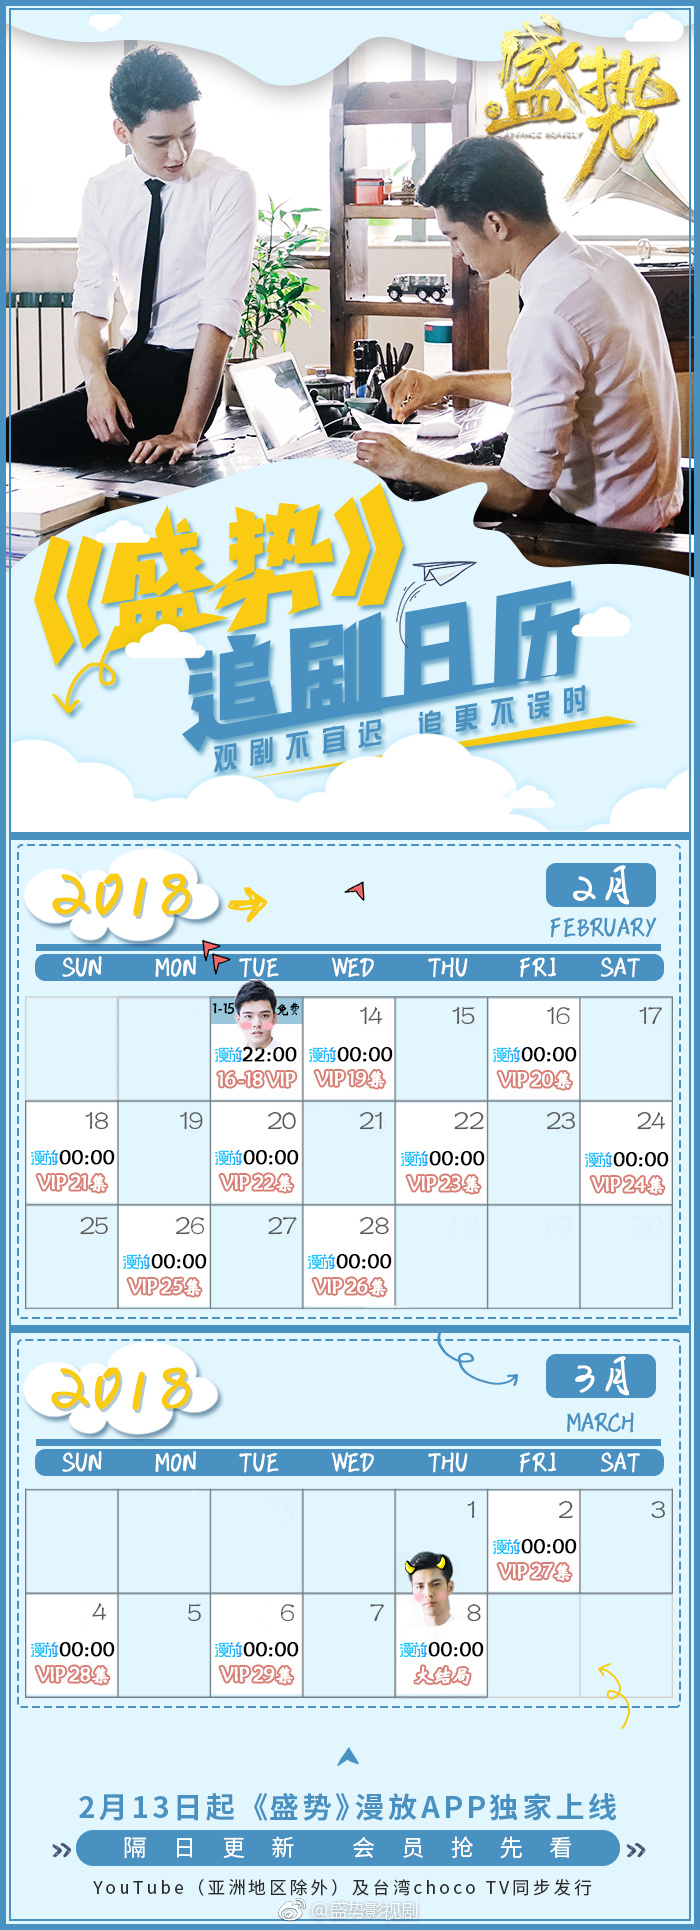 盛势
ADVANCE BRAVELY
《盛势》
追剧日历
观剧不宜迟 追更不误时
2018
2月
FEBRUARY
SUN MON TUE WED THU FRI SAT
1-15 免费 14 15 16 17
漫放22:00 漫放00:00 漫放00:00
16-18VIP VIP19集 VIP20集
18 19 20 21 22 23 24
漫放00:00 漫放00:00 漫放00:00 漫放00:00
VIP21集 VIP22集 VIP23集 VIP24集
25 26 27 28
漫放00:00 漫放00:00
VIP25集 VIP26集
2018
3月
MARCH
SUN MON TUE WED THU FRI SAT
1 2 3
漫放00:00
VIP27集
4 5 6 7 8
漫放00:00 漫放00:00 漫放00:00
VIP28集 VIP29集 大结局
2月13日起《盛势》漫放APP独家上线
隔日更新 会员抢先看
YouTube（亚洲地区除外）及台湾choco TV同步发行
@盛势影视剧